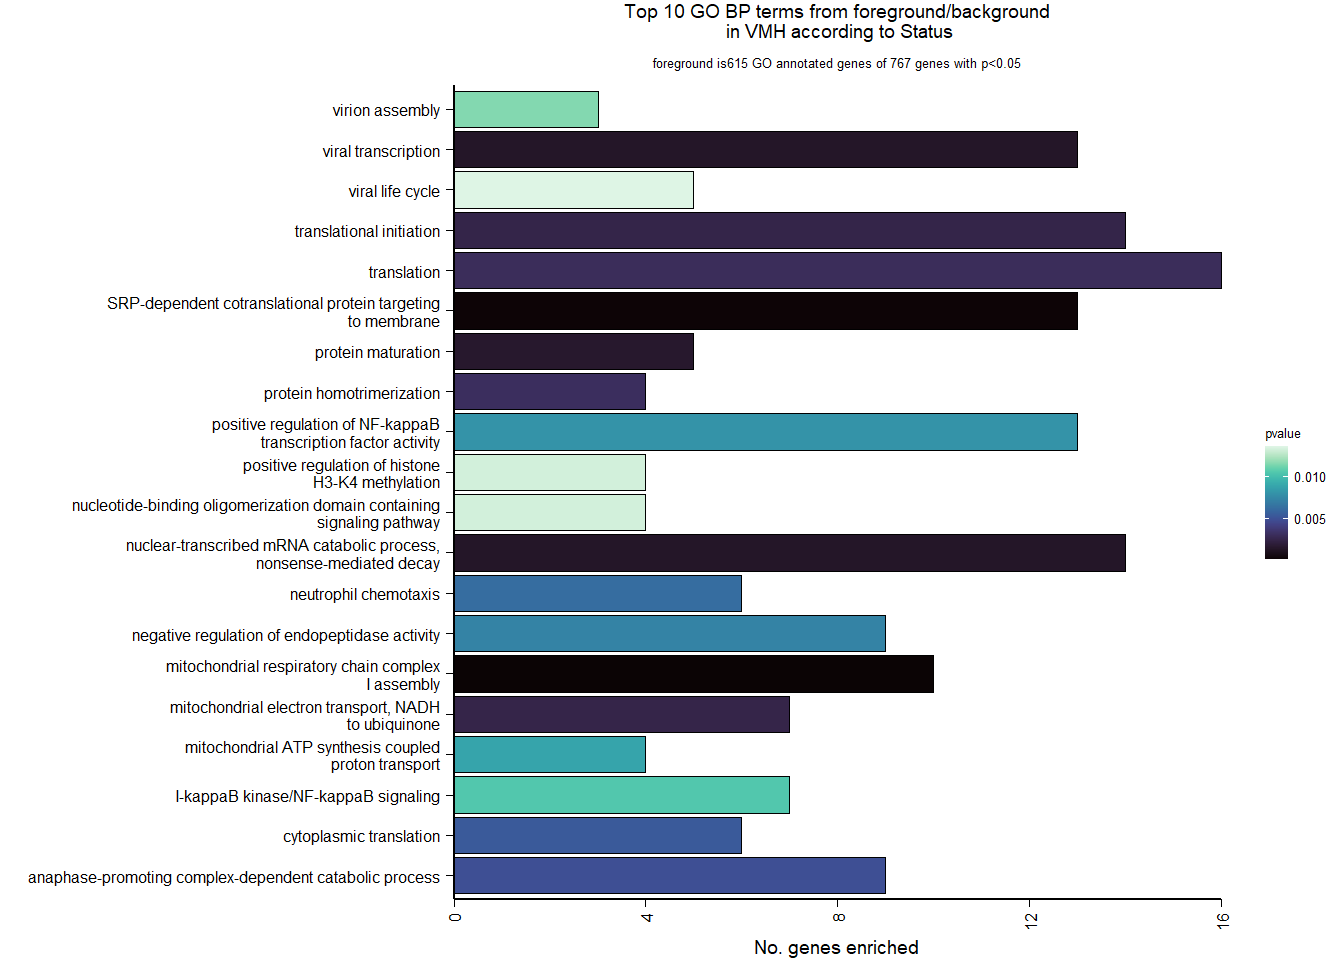 Top 10 GO BP terms from foreground/background
in VMH according to Status
foreground is615 GO annotated genes of 767 genes with p<0.05
virion assembly
viral transcription
viral life cycle
translational initiation
translation
SRP-dependent cotranslational protein targeting
to membrane
protein maturation
protein homotrimerization
positive regulation of NF-kappaB
transcription factor activity
positive regulation of histone
H3-K4 methylation
nucleotide-binding oligomerization domain containing
signaling pathway
nuclear-transcribed mRNA catabolic process,
nonsense-mediated decay
neutrophil chemotaxis
negative regulation of endopeptidase activity
mitochondrial respiratory chain complex
I assembly
mitochondrial electron transport, NADH
to ubiquinone
mitochondrial ATP synthesis coupled
proton transport
I-kappaB kinase/NF-kappaB signaling
cytoplasmic translation
anaphase-promoting complex-dependent catabolic process
0
4
8
12
16
No. genes enriched
pvalue
0.010
0.005